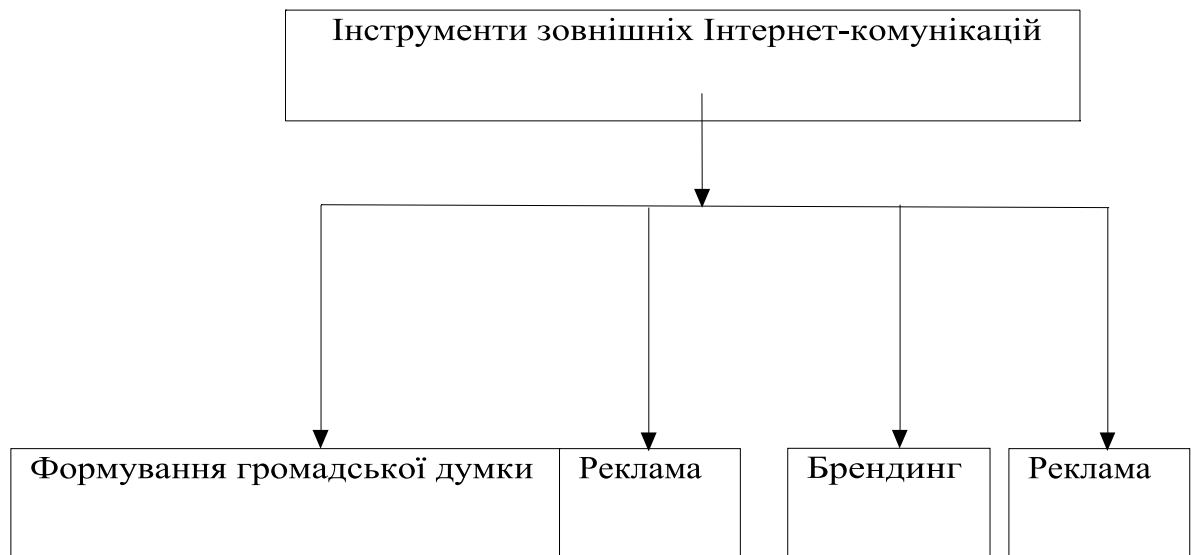 Інструменти зовнішніх Інтернет-комунікацій
Формування громадської думки
Реклама
Брендинг
Реклама